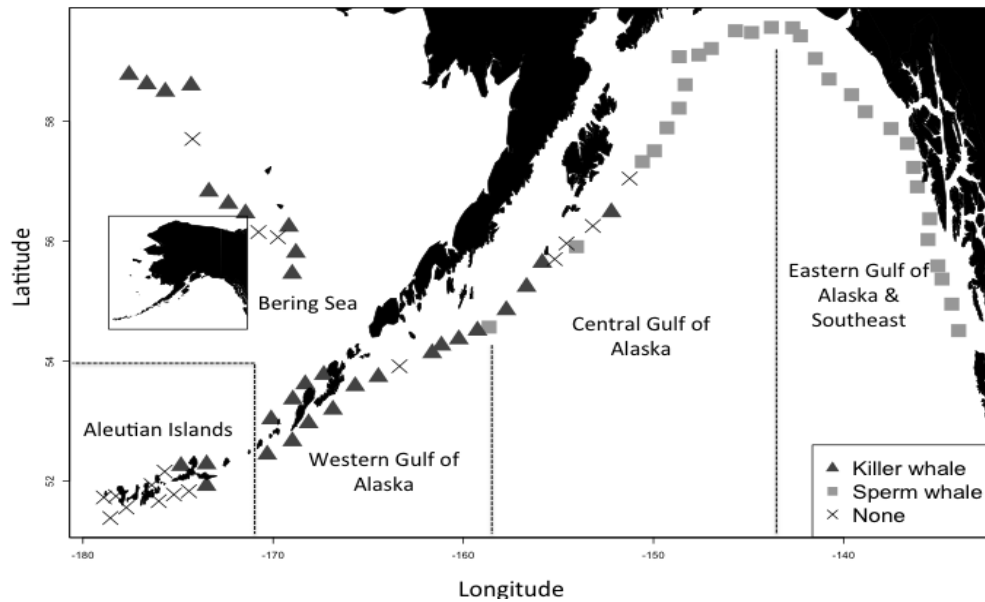 58
56
54
52
Latitude
Bering Sea
Eastern Gulf of
Alaska &
Southeast
Central Gulf of
Alaska
Aleutian Islands
Western Gulf of
Alaska
Killer whale
Sperm whale
None
-180
-170
-160
-150
-140
Longitude